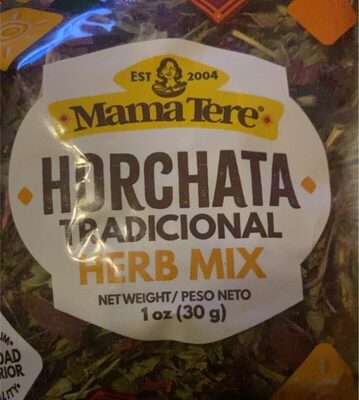 EST 2004
Mama Tere®
HORCHATA
TRADICIONAL
HERB MIX
NET WEIGHT/ PESO NETO
1 oz (30 g)